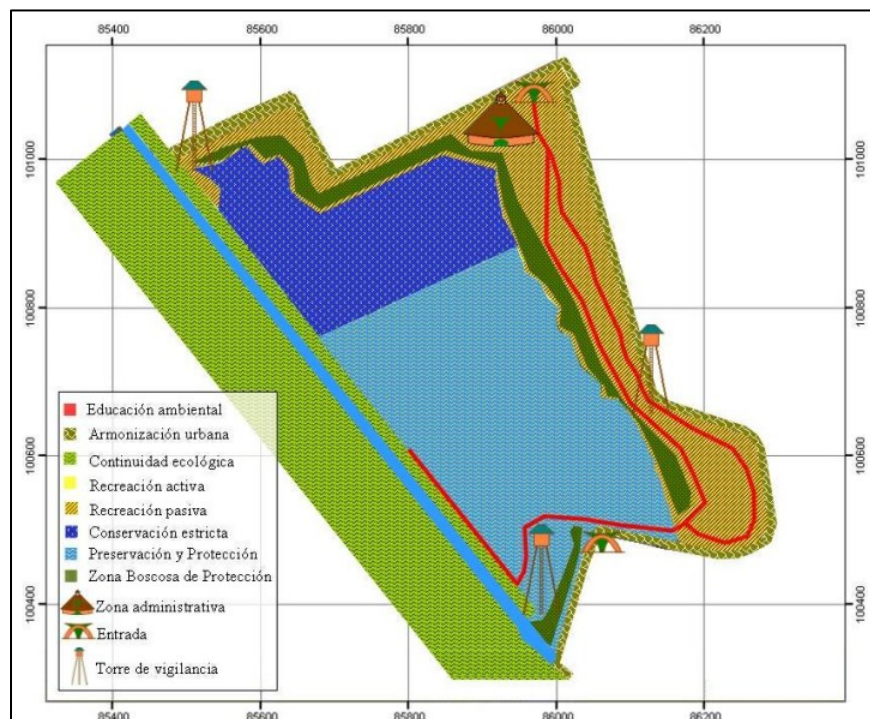 85400 85600 85800 86000 86200
101000 101000
100800 100800
100600 100600
100400 100400
Educación ambiental
Armonización urbana
Continuidad ecológica
Recreación activa
Recreación pasiva
Conservación estricta
Preservación y Protección
Zona Boscosa de Protección
Zona administrativa
Entrada
Torre de vigilancia
85400 85600 85800 86000 86200